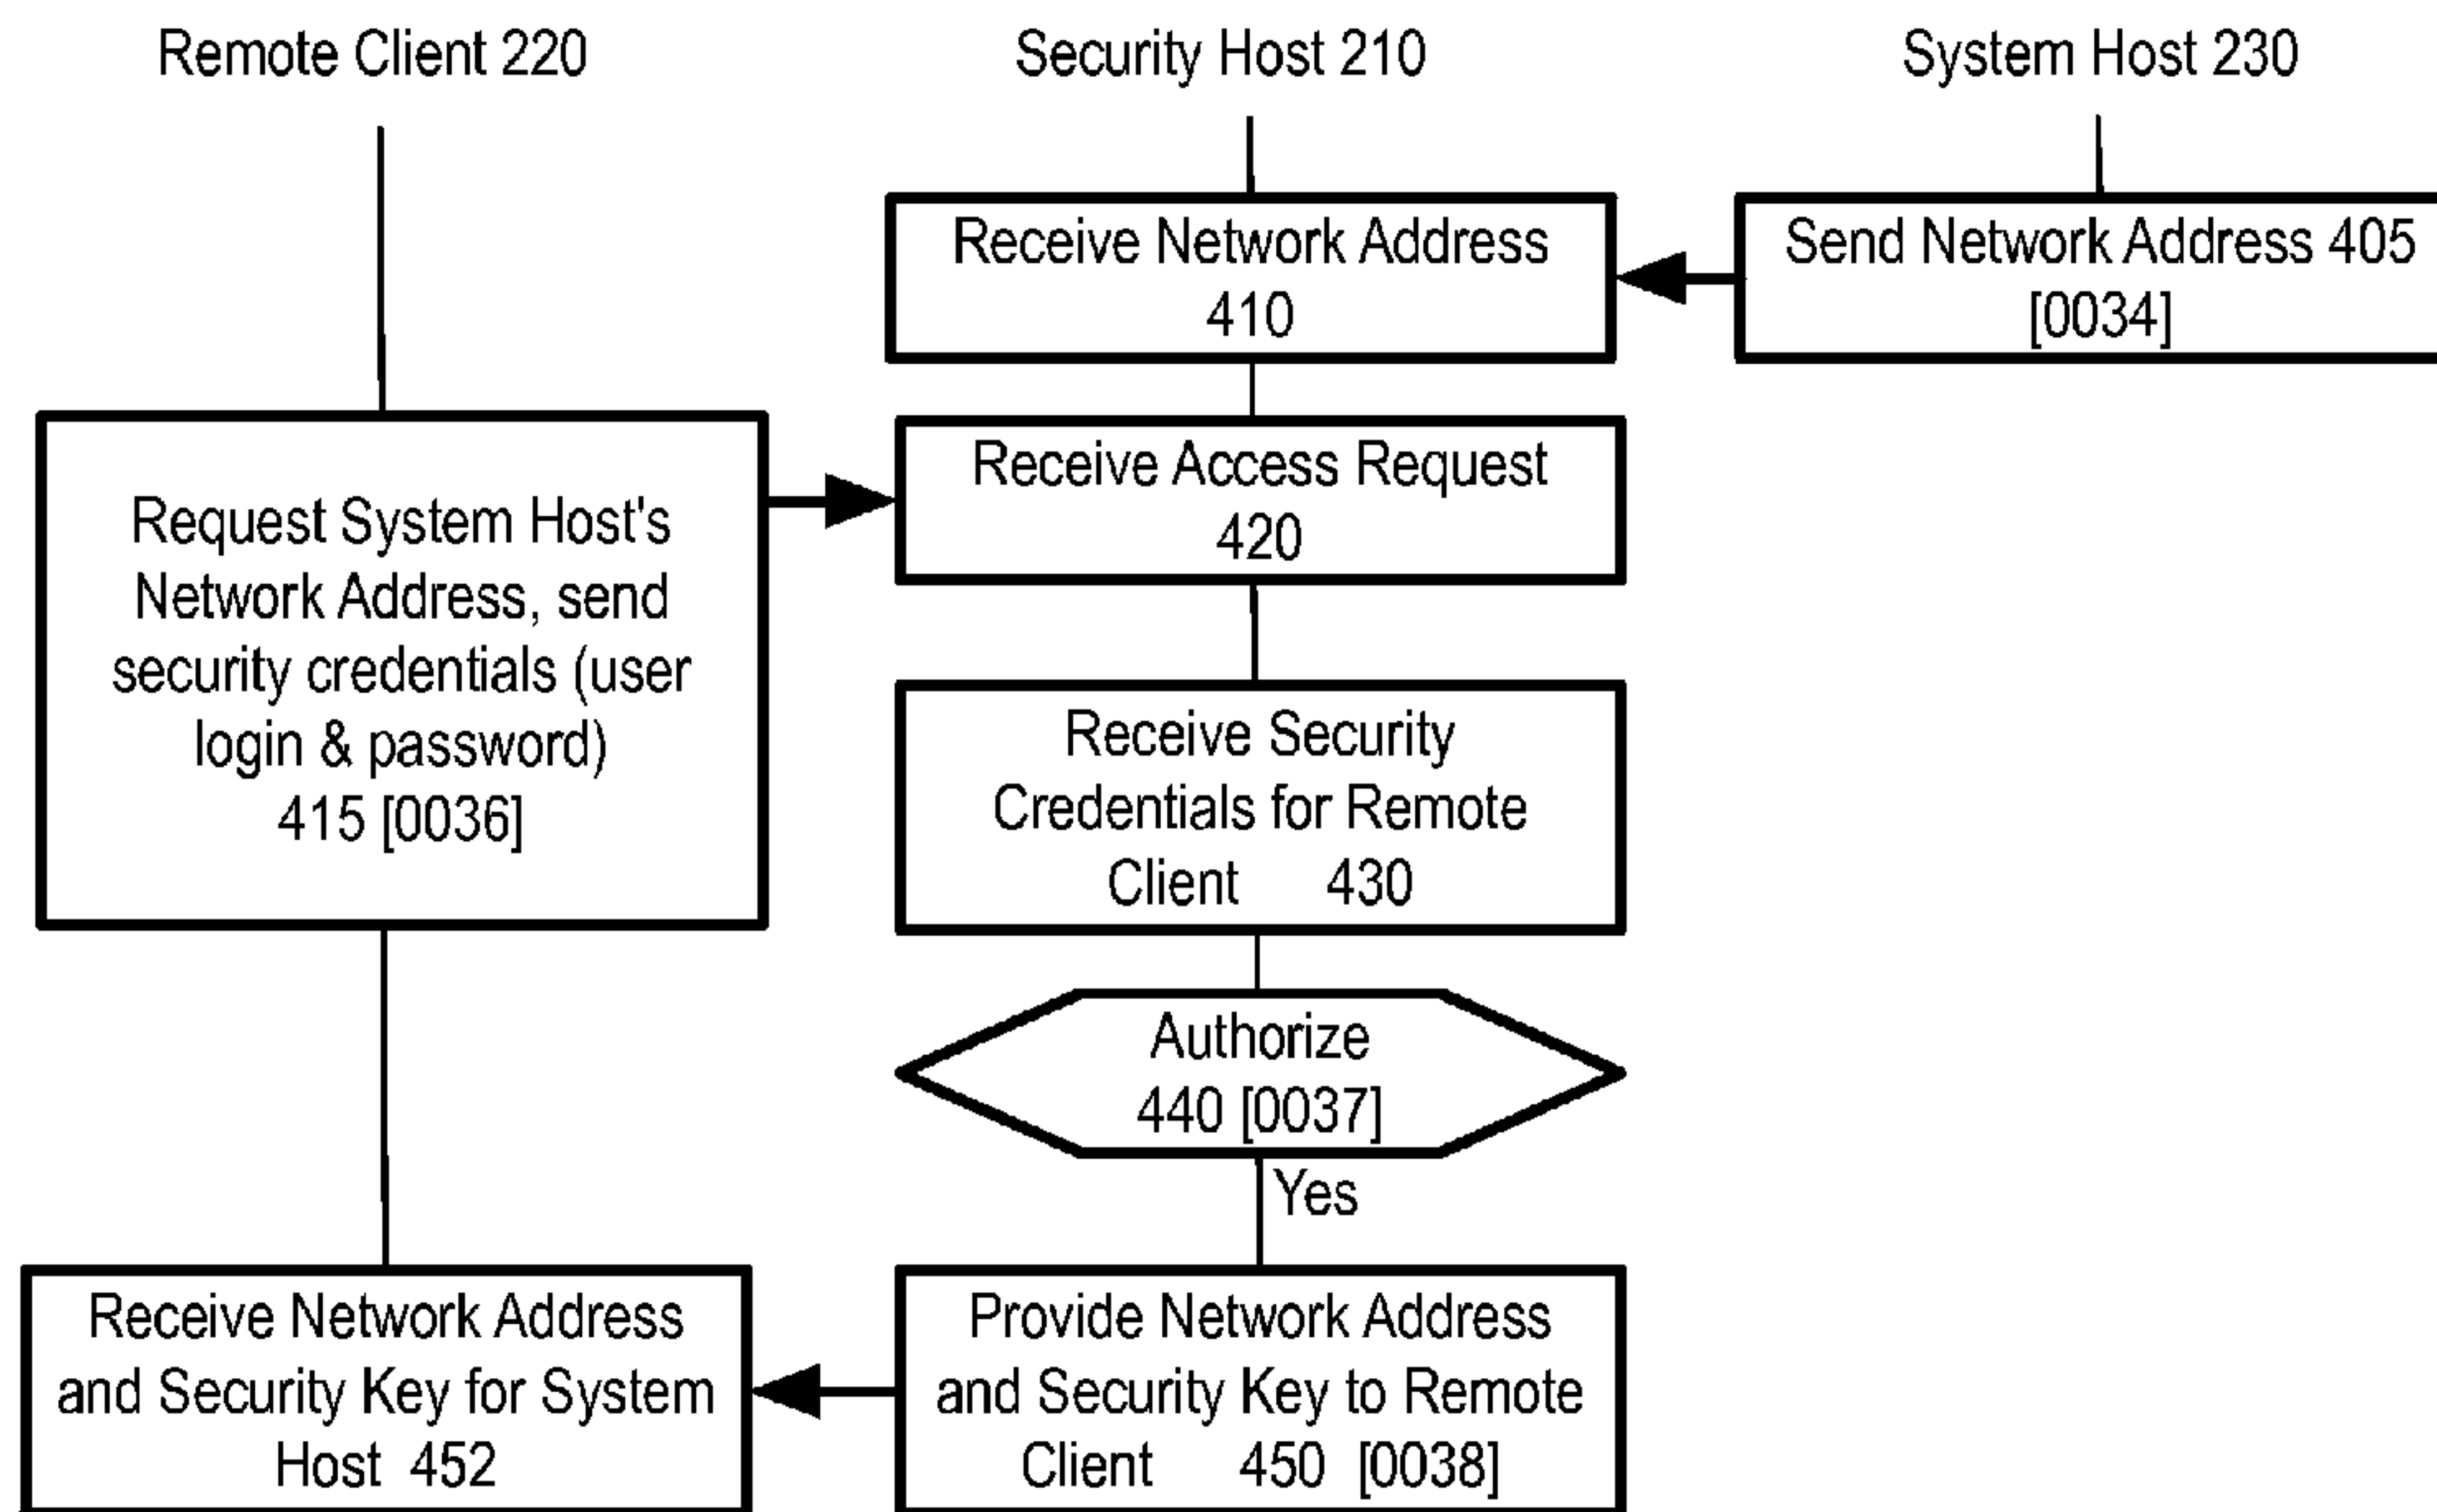 Remote Client 220
Security Host 210
System Host 230
Receive Network Address
410
Send Network Address 405
[0034]
Request System Host's
Network Address, send
security credentials (user
login & password)
415 [0036]
Receive Access Request
420
Receive Security
Credentials for Remote
Client 430
Authorize
440 [0037]
Yes
Receive Network Address
and Security Key for System
Host 452
Provide Network Address
and Security Key to Remote
Client 450 [0038]